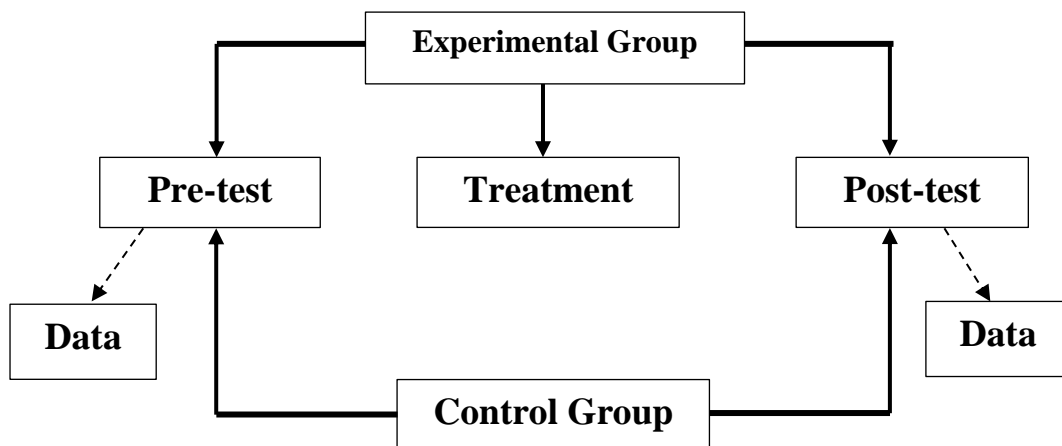 Experimental Group
Pre-test
Treatment
Post-test
Data
Data
Control Group